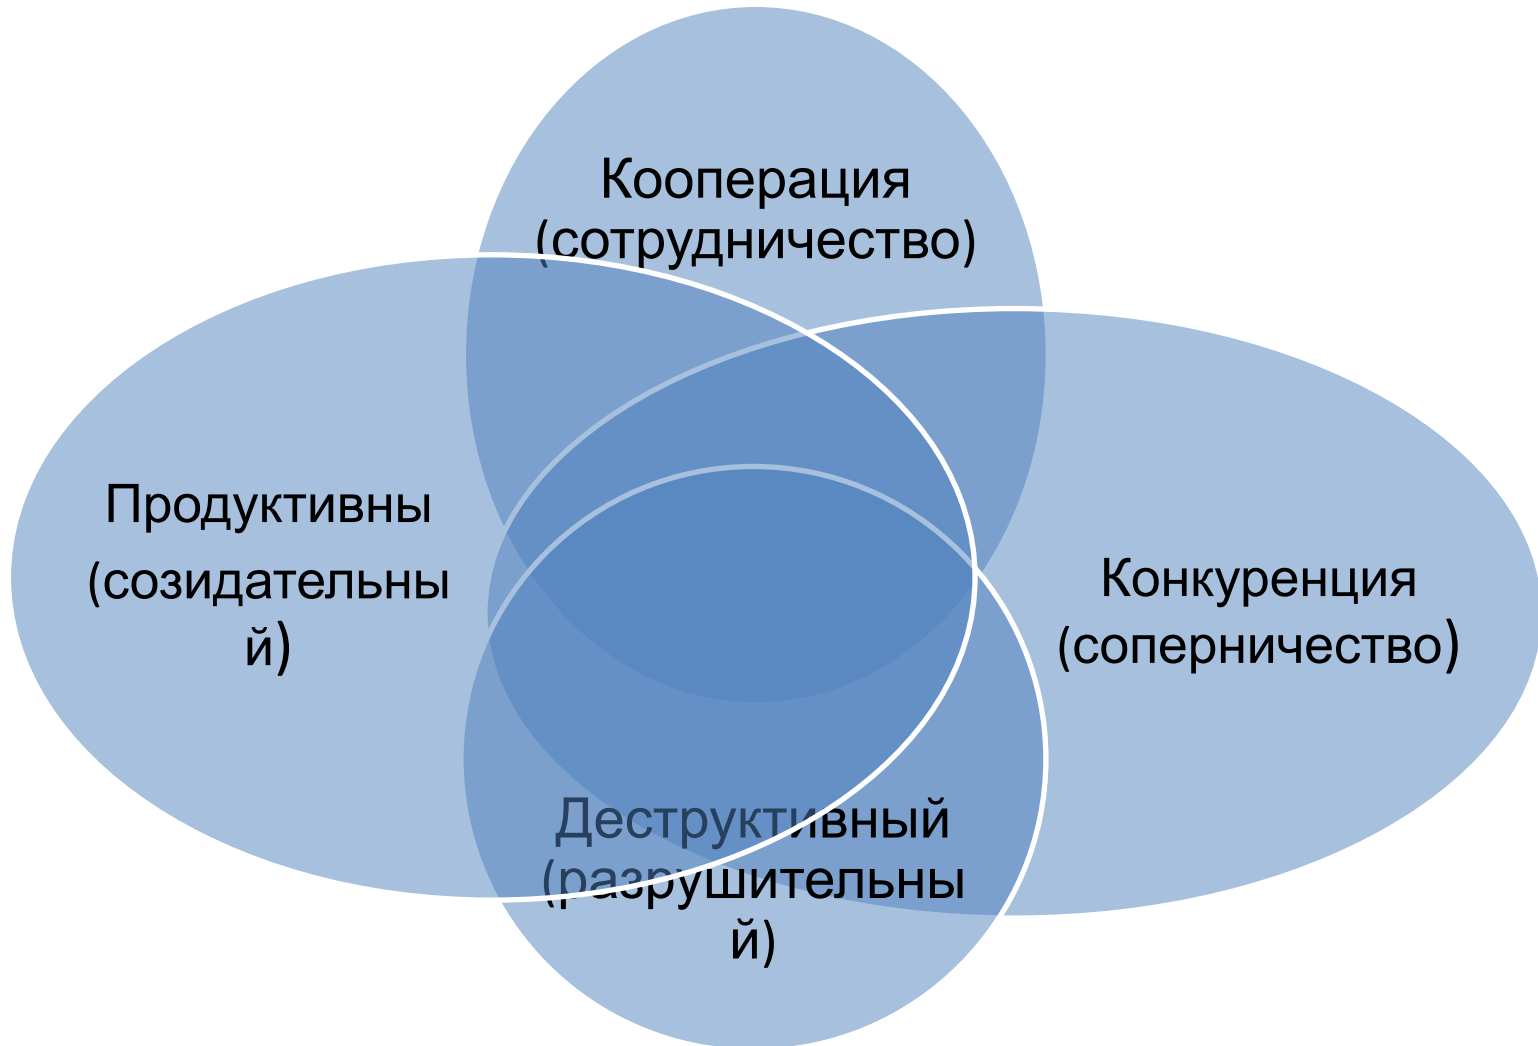 Кооперация
(сотрудничество)
Продуктивны
(созидательны
й)
Конкуренция
(соперничество)
Деструктивный
(разрушительны
й)